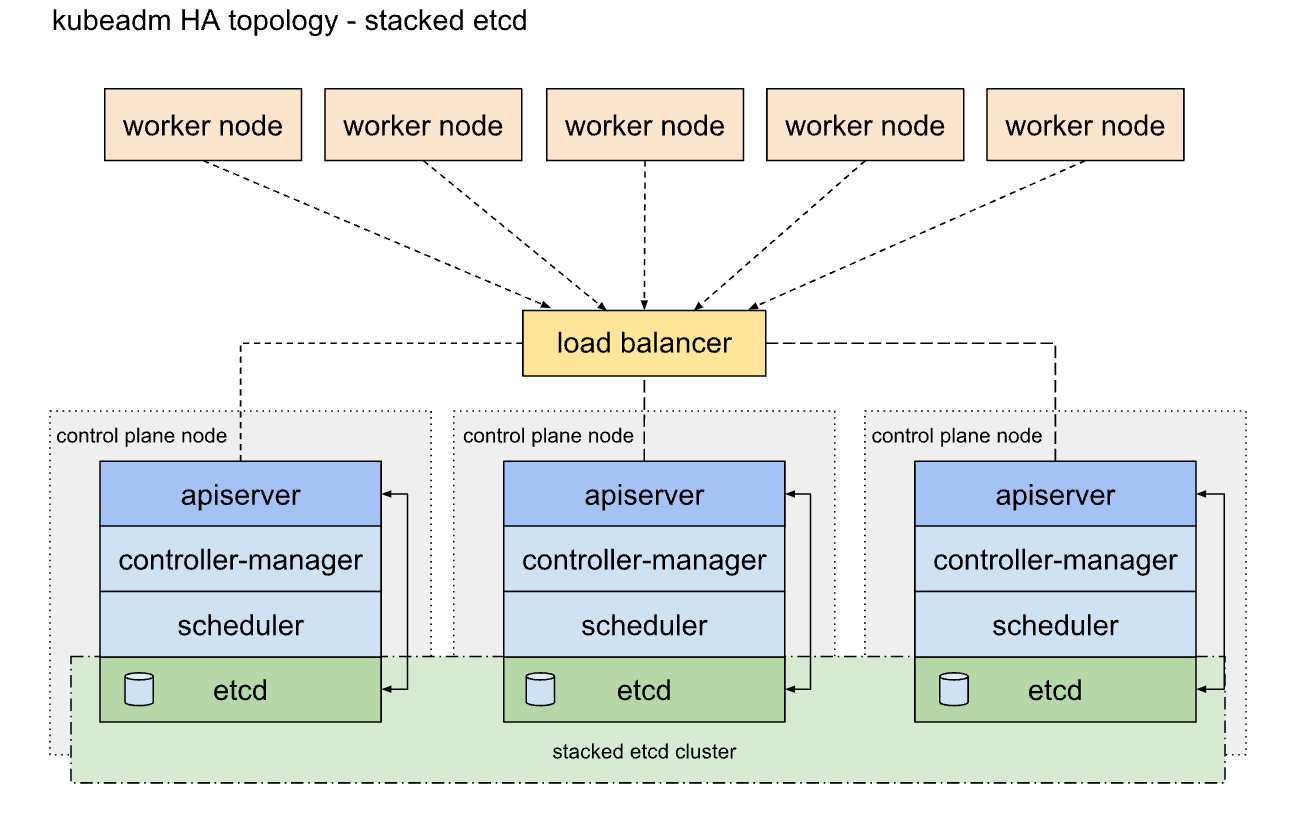 kubeadm HA topology - stacked etcd
worker node
worker node
worker node
worker node
worker node
load balancer
control plane node
control plane node
control plane node
apiserver
apiserver
apiserver
controller-manager
controller-manager
controller-manager
scheduler
scheduler
scheduler
etcd
etcd
etcd
stacked etcd cluster